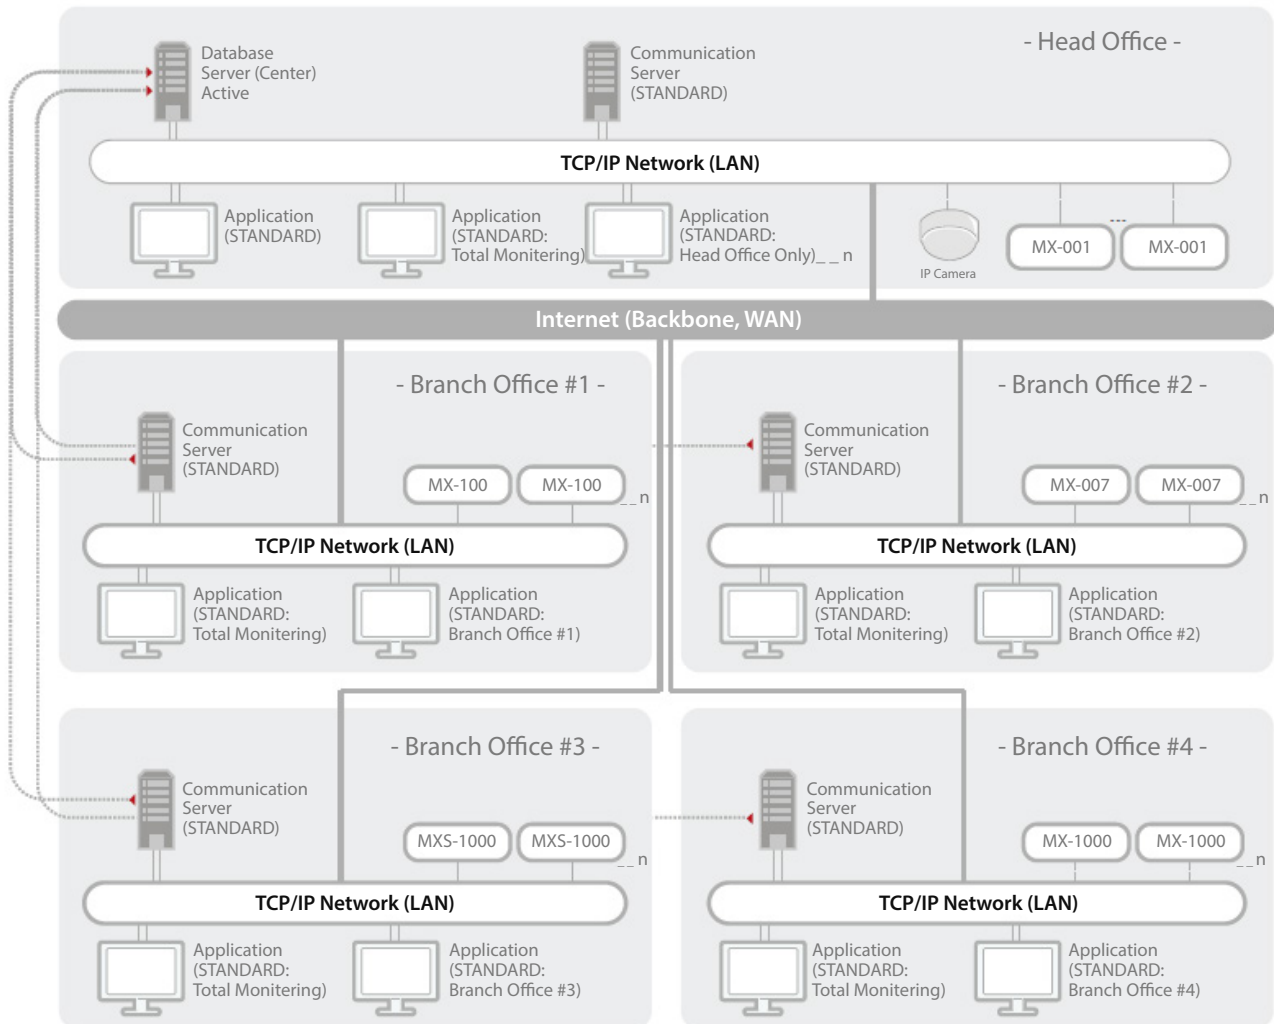 - Head Office -
Database
Server (Center)
Active
Communication
Server
(STANDARD)
TCP/IP Network (LAN)
Application
(STANDARD)
Application
(STANDARD:
Total Monitering)
Application
(STANDARD:
Head Office Only)_ _ n
IP Camera
MX-001
---
MX-001
Internet (Backbone, WAN)
- Branch Office #1 -
Communication
Server
(STANDARD)
MX-100
MX-100
_ _ n
TCP/IP Network (LAN)
Application
(STANDARD:
Total Monitering)
Application
(STANDARD:
Branch Office #1)
- Branch Office #2 -
Communication
Server
(STANDARD)
MX-007
MX-007
_ _ n
TCP/IP Network (LAN)
Application
(STANDARD:
Total Monitering)
Application
(STANDARD:
Branch Office #2)
- Branch Office #3 -
Communication
Server
(STANDARD)
MXS-1000
MXS-1000
_ _ n
TCP/IP Network (LAN)
Application
(STANDARD:
Total Monitering)
Application
(STANDARD:
Branch Office #3)
- Branch Office #4 -
Communication
Server
(STANDARD)
MX-1000
MX-1000
_ _ n
TCP/IP Network (LAN)
Application
(STANDARD:
Total Monitering)
Application
(STANDARD:
Branch Office #4)